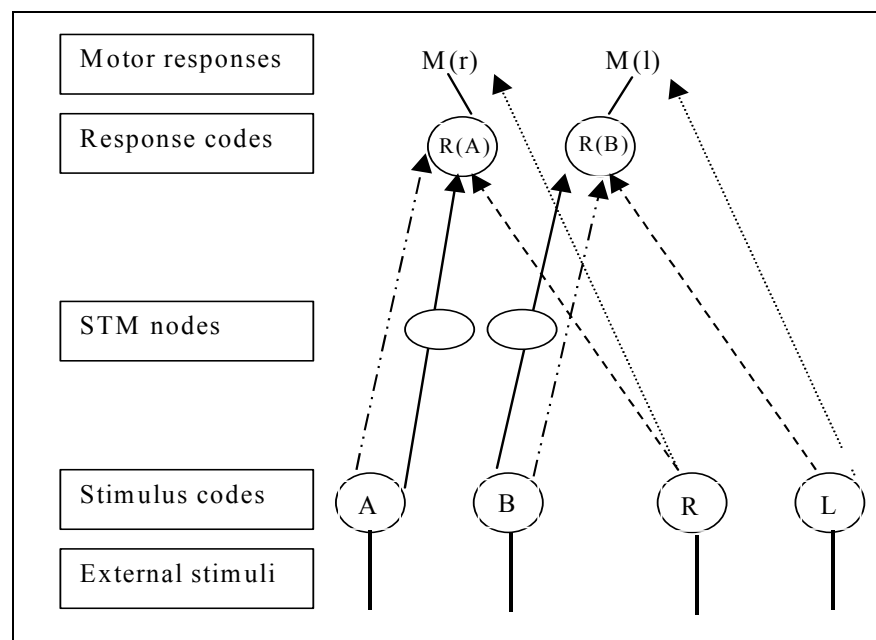 Motor responses
M(r) M(l)
Response codes
R(A) R(B)
STM nodes
Stimulus codes
A B R L
External stimuli